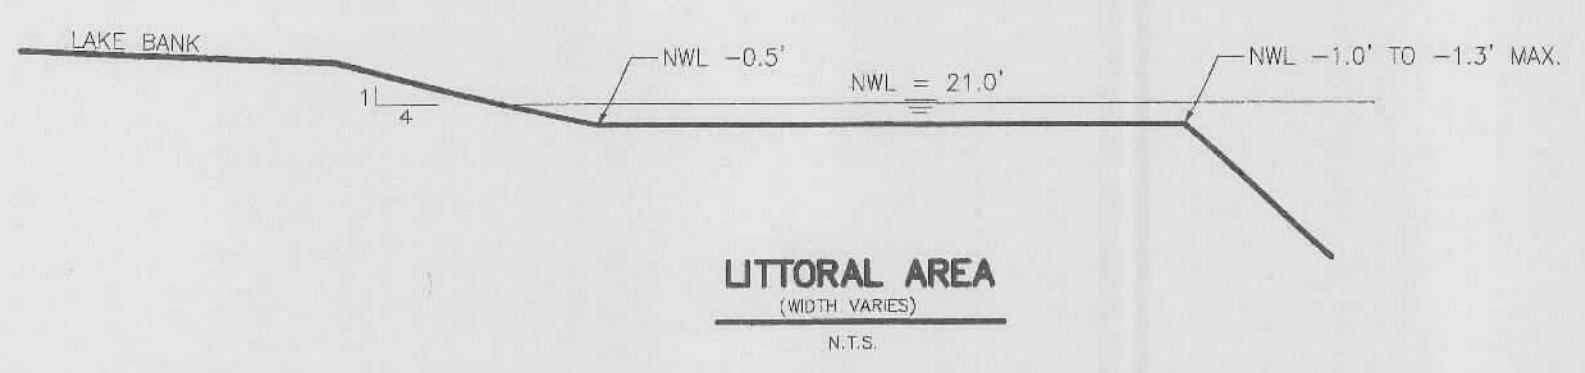 LAKE BANK
NWL -0.5'
NWL = 21.0'
NWL -1.0' TO -1.3' MAX.
1
4
LITTORAL AREA
(WIDTH VARIES)
N.T.S.